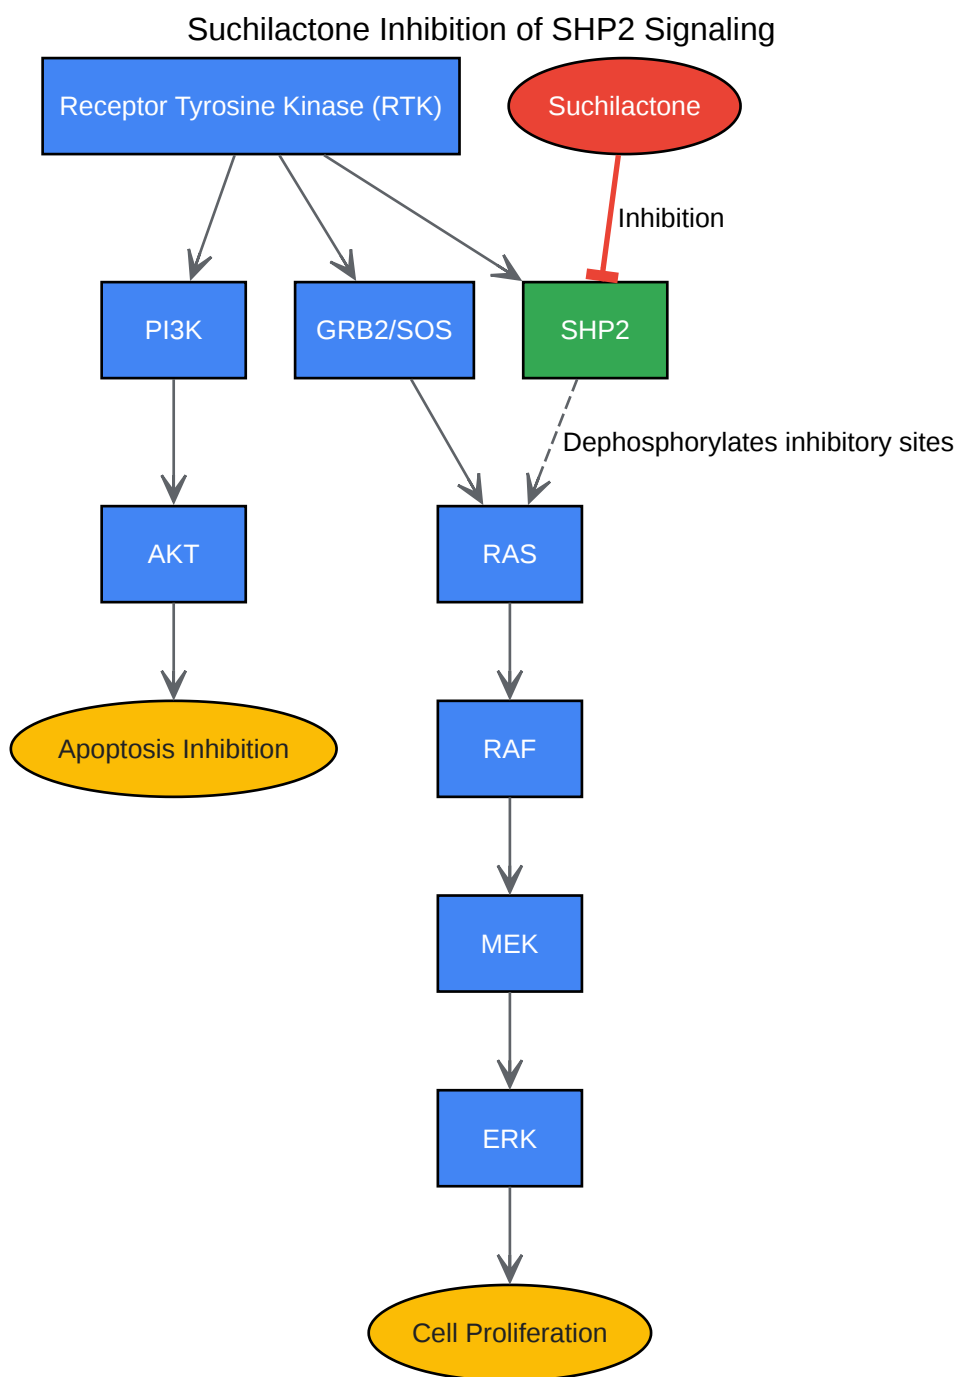 Suchilactone Inhibition of SHP2 Signaling
Receptor Tyrosine Kinase (RTK)
Suchilactone
Inhibition
PI3K
GRB2/SOS
SHP2
Dephosphorylates inhibitory sites
AKT
RAS
Apoptosis Inhibition
RAF
MEK
ERK
Cell Proliferation